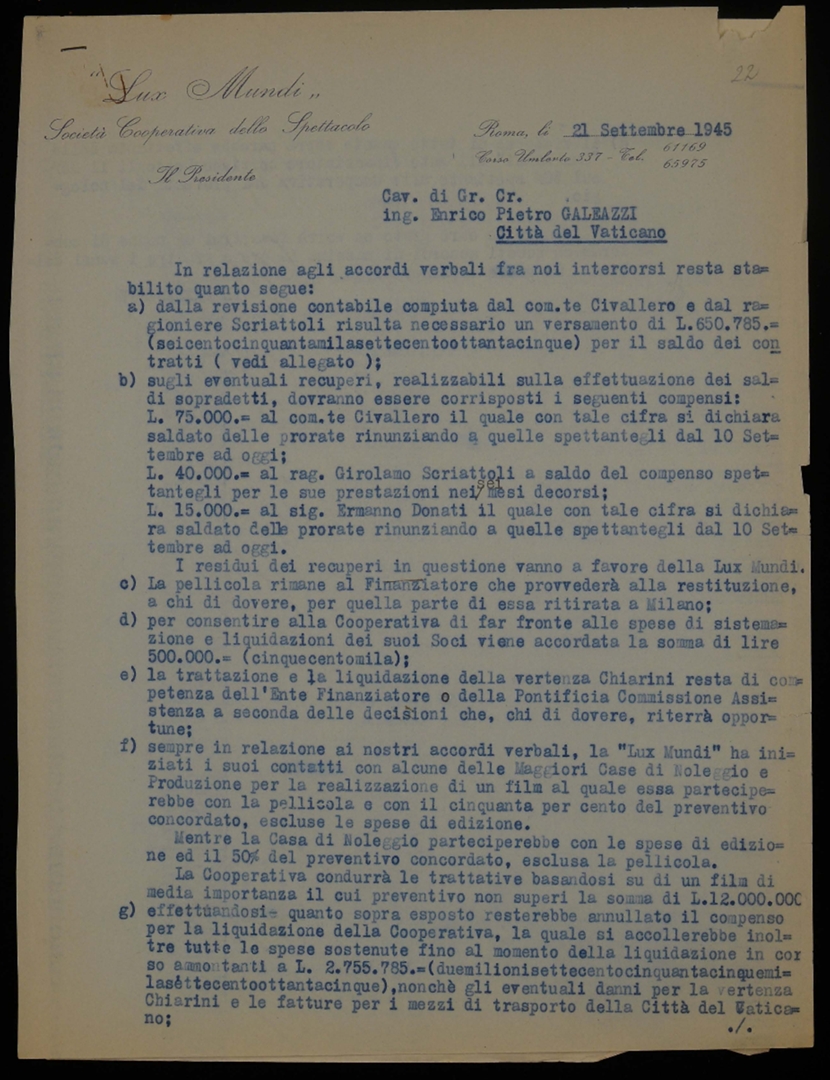 22
"Lux Mundi„
Società Cooperativa dello Spettacolo
Il Presidente
Roma, li 21 Settembre 1945
Corso Umberto 337 - Tel. 61169
65975
Cav. di Gr. Cr.
ing. Enrico Pietro GALEAZZI
Città del Vaticano
In relazione agli accordi verbali fra noi intercorsi resta sta=
bilito quanto segue:
a) dalla revisione contabile compiuta dal com.te Civallero e dal ra=
gioniere Scriattoli risulta necessario un versamento di L.650.785.=
(seicentocinquantamilasettecentoottantacinque) per il saldo dei con
tratti ( vedi allegato );
b) sugli eventuali recuperi, realizzabili sulla effettuazione dei sal=
di sopradetti, dovranno essere corrisposti i seguenti compensi:
L. 75.000.= al com.te Civallero il quale con tale cifra si dichiara
saldato delle prorate rinunziando a quelle spettantegli dal 10 Set=
tembre ad oggi;
L. 40.000.= al rag. Girolamo Scriattoli a saldo del compenso spet=
tantegli per le sue prestazioni nei/ sei mesi decorsi;
L. 15.000.= al sig. Ermanno Donati il quale con tale cifra si dichia=
ra saldato delle prorate rinunziando a quelle spettantegli dal 10 Set=
tembre ad oggi.
I residui dei recuperi in questione vanno a favore della Lux Mundi.
c) La pellicola rimane al Finanziatore che provvederà alla restituzione,
a chi di dovere, per quella parte di essa ritirata a Milano;
d) per consentire alla Cooperativa di far fronte alle spese di sistema=
zione e liquidazioni dei suoi Soci viene accordata la somma di lire
500.000.= (cinquecentomila);
e) la trattazione e la liquidazione della vertenza Chiarini resta di com=
petenza dell'Ente Finanziatore o della Pontificia Commissione Assi=
stenza a seconda delle decisioni che, chi di dovere, riterrà oppor=
tune;
f) sempre in relazione ai nostri accordi verbali, la "Lux Mundi" ha ini=
ziati i suoi contatti con alcune delle Maggiori Case di Noleggio e
Produzione per la realizzazione di un film al quale essa partecipe=
rebbe con la pellicola e con il cinquanta per cento del preventivo
concordato, escluse le spese di edizione.
Mentre la Casa di Noleggio parteciperebbe con le spese di edizio=
ne ed il 50% del preventivo concordato, esclusa la pellicola.
La Cooperativa condurrà le trattative basandosi su di un film di
media importanza il cui preventivo non superi la somma di L.12.000.000
g) effettuandosi= quanto sopra esposto resterebbe annullato il compenso
per la liquidazione della Cooperativa, la quale si accollerebbe inol=
tre tutte le spese sostenute fino al momento della liquidazione in cor
so ammontanti a L. 2.755.785.=(duemilionisettecentocinquantacinquemi=
lasèttecentoottantacinque),nonchè gli eventuali danni per la vertenza
Chiarini e le fatture per i mezzi di trasporto della Città del Vatica=
no;
./.